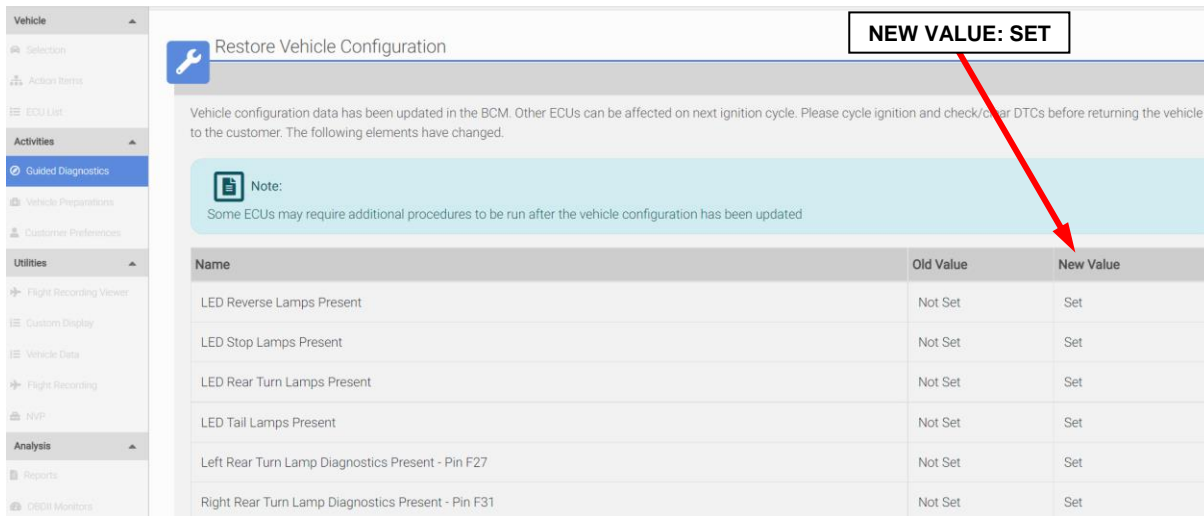 Vehicle
Selection
Action Items
ECU List
Activities
Guided Diagnostics
Vehicle Preparations
Customer Preferences
Utilities
Flight Recording Viewer
Custom Display
Vehicle Data
Flight Recording
NVP
Analysis
Reports
OBDII Monitors
Restore Vehicle Configuration
NEW VALUE: SET
Vehicle configuration data has been updated in the BCM. Other ECUs can be affected on next ignition cycle. Please cycle ignition and check/clear DTCs before returning the vehicle
to the customer. The following elements have changed.
Note:
Some ECUs may require additional procedures to be run after the vehicle configuration has been updated
Name Old Value New Value
LED Reverse Lamps Present Not Set Set
LED Stop Lamps Present Not Set Set
LED Rear Turn Lamps Present Not Set Set
LED Tail Lamps Present Not Set Set
Left Rear Turn Lamp Diagnostics Present - Pin F27 Not Set Set
Right Rear Turn Lamp Diagnostics Present - Pin F31 Not Set Set